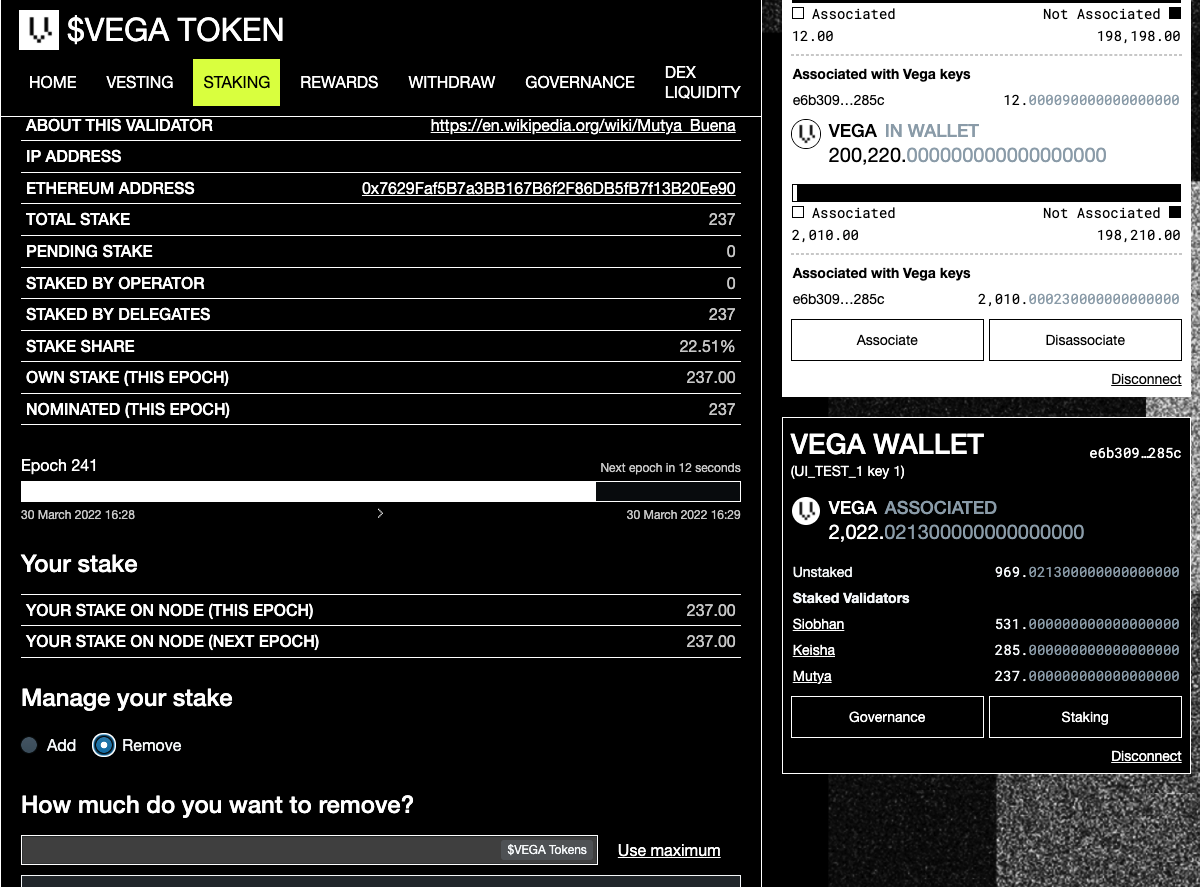 $VEGA TOKEN
HOME VESTING STAKING REWARDS WITHDRAW GOVERNANCE DEX LIQUIDITY
ABOUT THIS VALIDATOR https://en.wikipedia.org/wiki/Mutya_Buena
IP ADDRESS
ETHEREUM ADDRESS 0x7629Faf5B7a3BB167B6f2F86DB5fB7f13B20Ee90
TOTAL STAKE 237
PENDING STAKE 0
STAKED BY OPERATOR 0
STAKED BY DELEGATES 237
STAKE SHARE 22.51%
OWN STAKE (THIS EPOCH) 237.00
NOMINATED (THIS EPOCH) 237
Epoch 241 Next epoch in 12 seconds
30 March 2022 16:28 30 March 2022 16:29
Your stake
YOUR STAKE ON NODE (THIS EPOCH) 237.00
YOUR STAKE ON NODE (NEXT EPOCH) 237.00
Manage your stake
Add Remove
How much do you want to remove?
$VEGA Tokens Use maximum
Associated Not Associated
12.00 198,198.00
Associated with Vega keys
e6b309…285c 12.000090000000000000
VEGA IN WALLET
200,220.000000000000000000
Associated Not Associated
2,010.00 198,210.00
Associated with Vega keys
e6b309…285c 2,010.000230000000000000
Associate Disassociate
Disconnect
VEGA WALLET e6b309…285c
(UI_TEST_1 key 1)
VEGA ASSOCIATED
2,022.021300000000000000
Unstaked 969.021300000000000000
Staked Validators
Siobhan 531.000000000000000000
Keisha 285.000000000000000000
Mutya 237.000000000000000000
Governance Staking
Disconnect